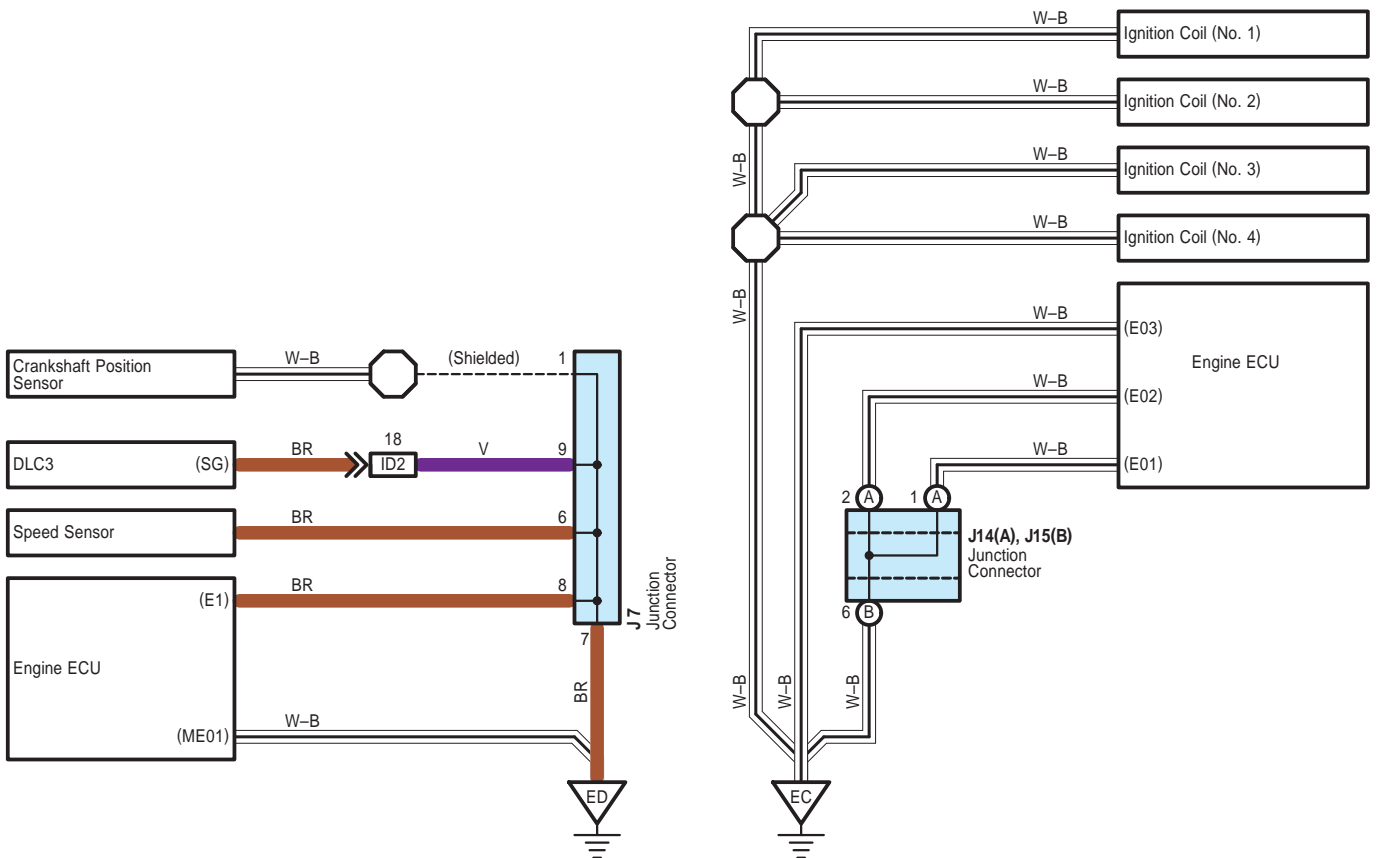 W–B
Ignition Coil (No. 1)
W–B
Ignition Coil (No. 2)
W–B
W–B
Ignition Coil (No. 3)
W–B
Ignition Coil (No. 4)
W–B
W–B
(E03)
Engine ECU
W–B
(E02)
W–B
(E01)
2 A
1 A
J14(A), J15(B)
Junction
Connector
6 B
W–B
W–B
W–B
EC
Crankshaft Position
Sensor
W–B
(Shielded)
1
DLC3
(SG)
BR
18
ID2
V
9
Speed Sensor
BR
6
Engine ECU
(E1)
BR
8
J 7
Junction
Connector
7
BR
(ME01)
W–B
ED